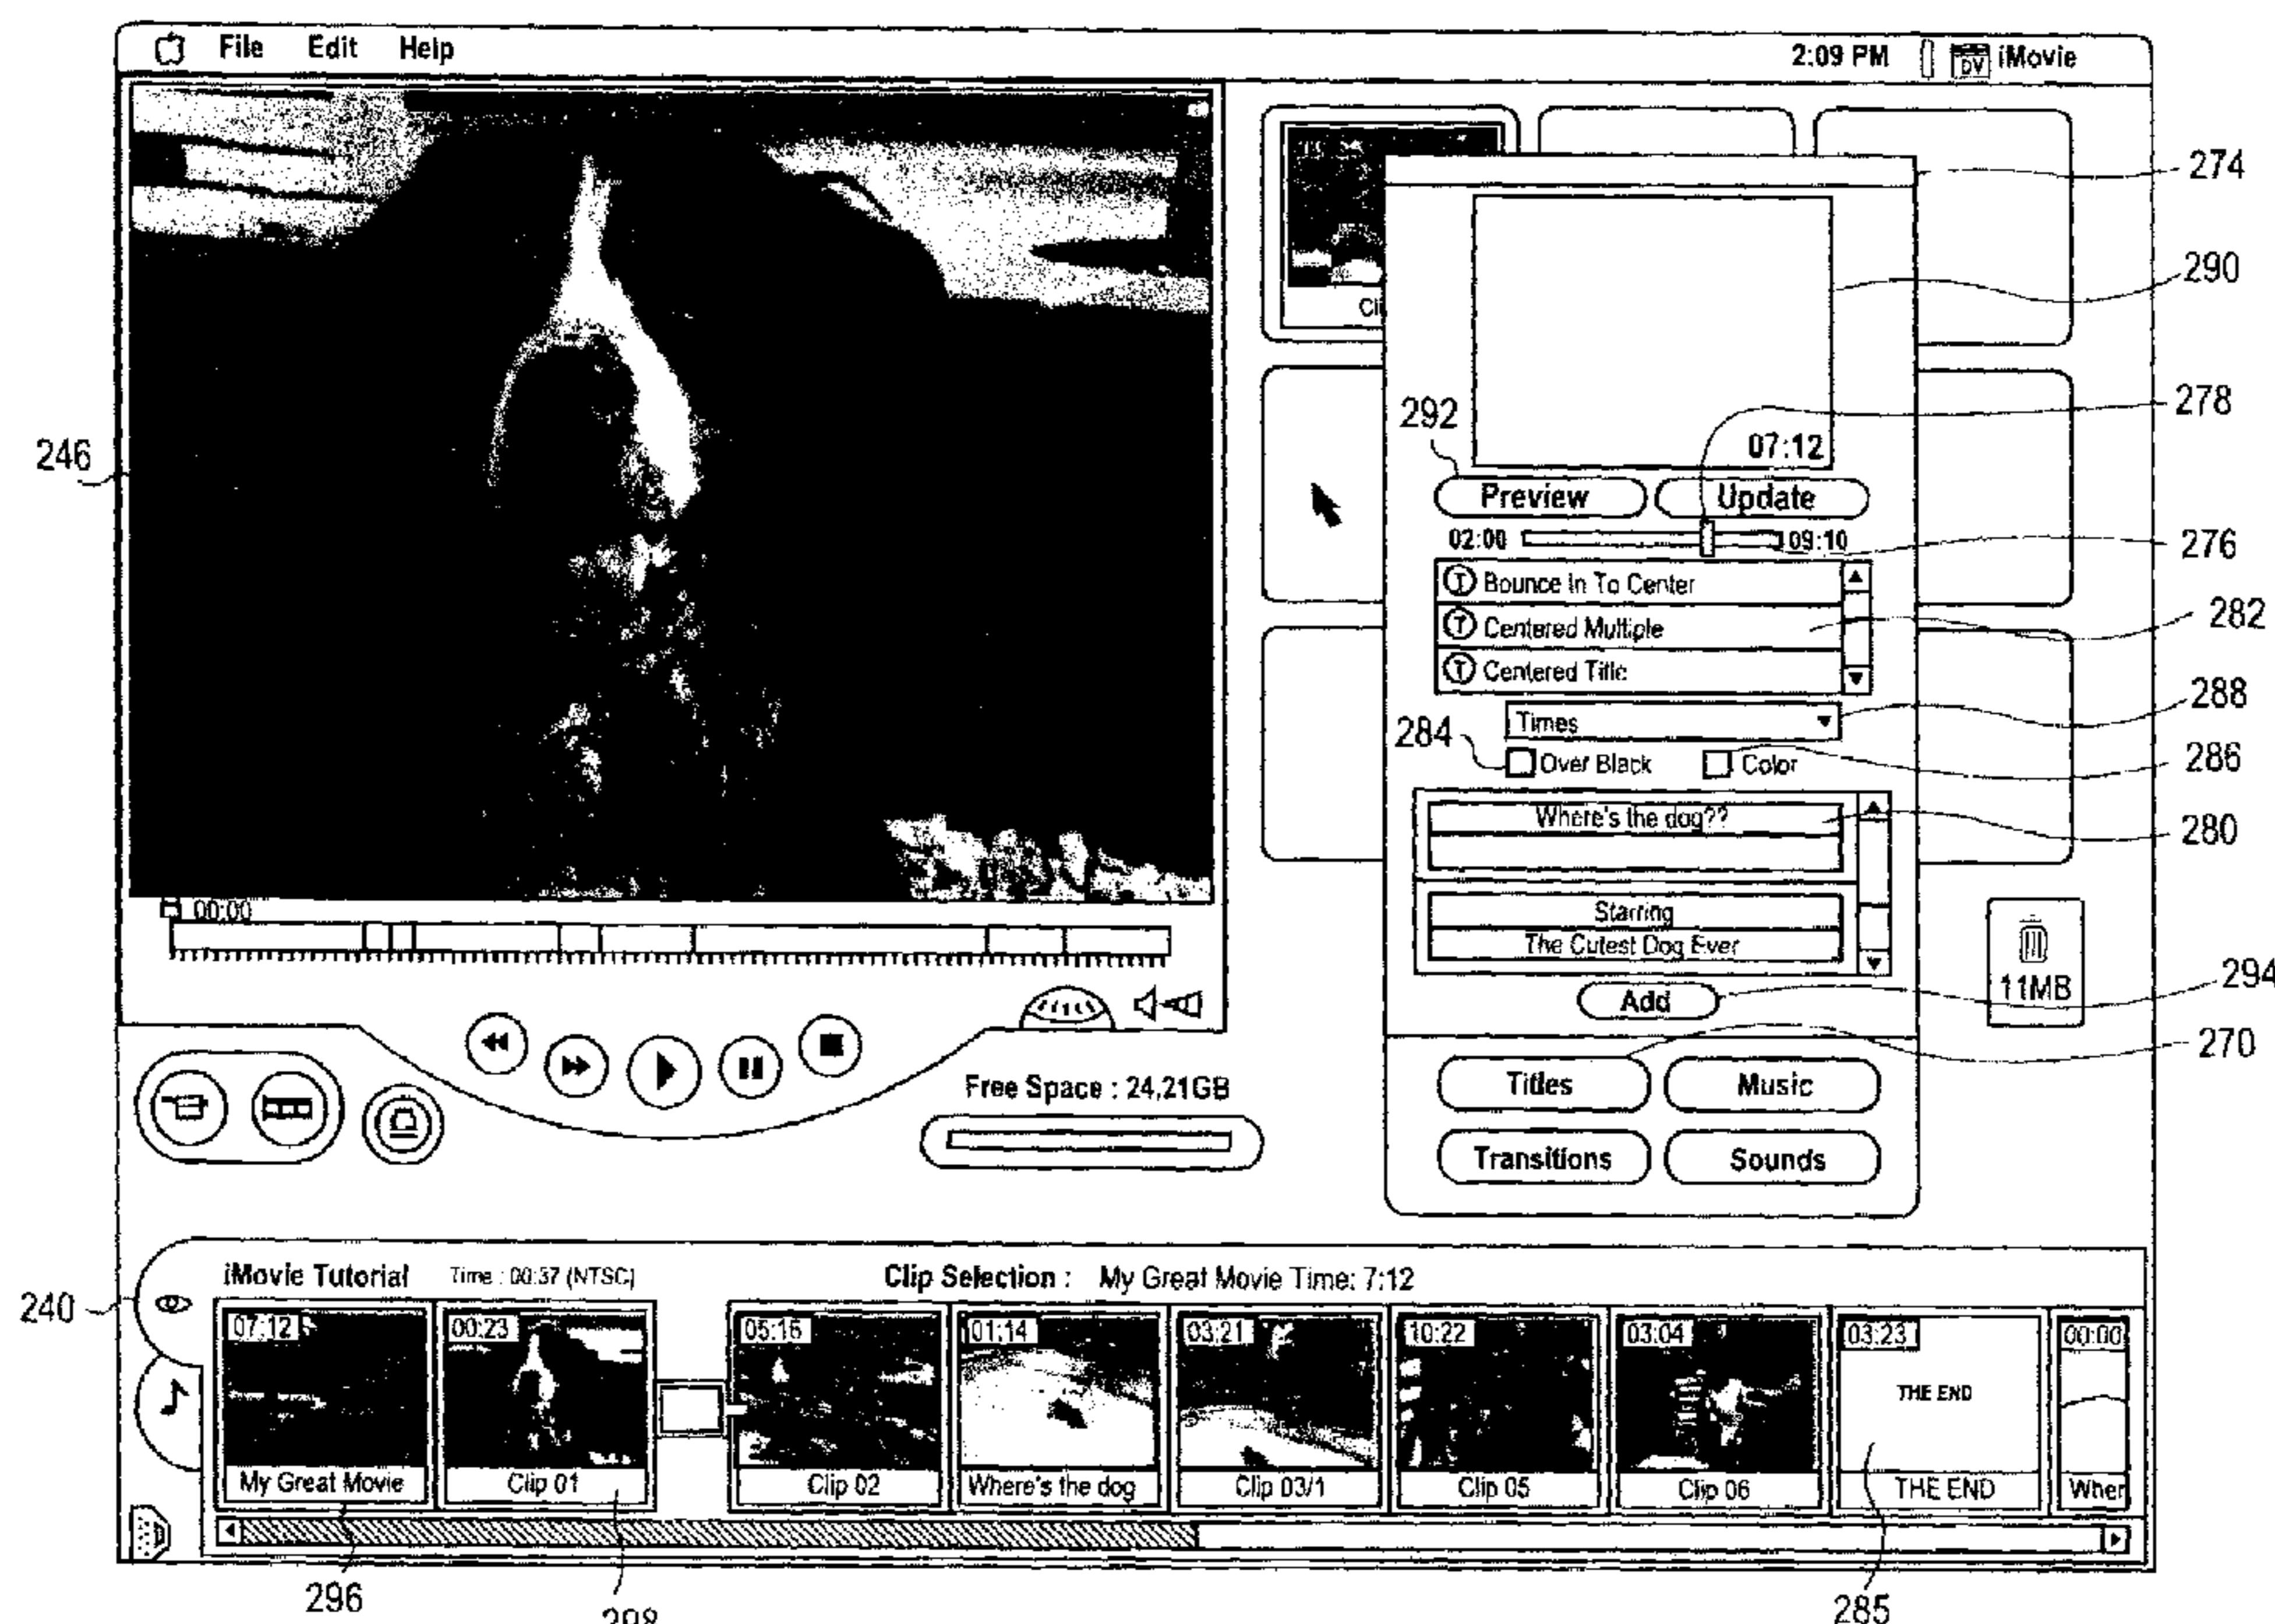 File Edit Help 2:09 PM DV iMovie
274
290
278
292
246
07:12
Preview Update
02:00 09:10
276
Bounce In To Center
Centered Multiple
282
Centered Title
288
Times
284
Over Black Color
286
Where's the dog??
280
00:00
Starring
The Cutest Dog Ever
294
11MB
Add
270
Free Space : 24,21GB
Titles Music
Transitions Sounds
iMovie Tutorial Time : 00:37 (NTSC) Clip Selection : My Great Movie Time: 7:12
240
07:12 00:23 05:16 01:14 03:21 10:22 03:04 03:23 00:00
THE END
My Great Movie Clip 01 Clip 02 Where's the dog Clip 03/1 Clip 05 Clip 06 THE END Wher
296
298
285